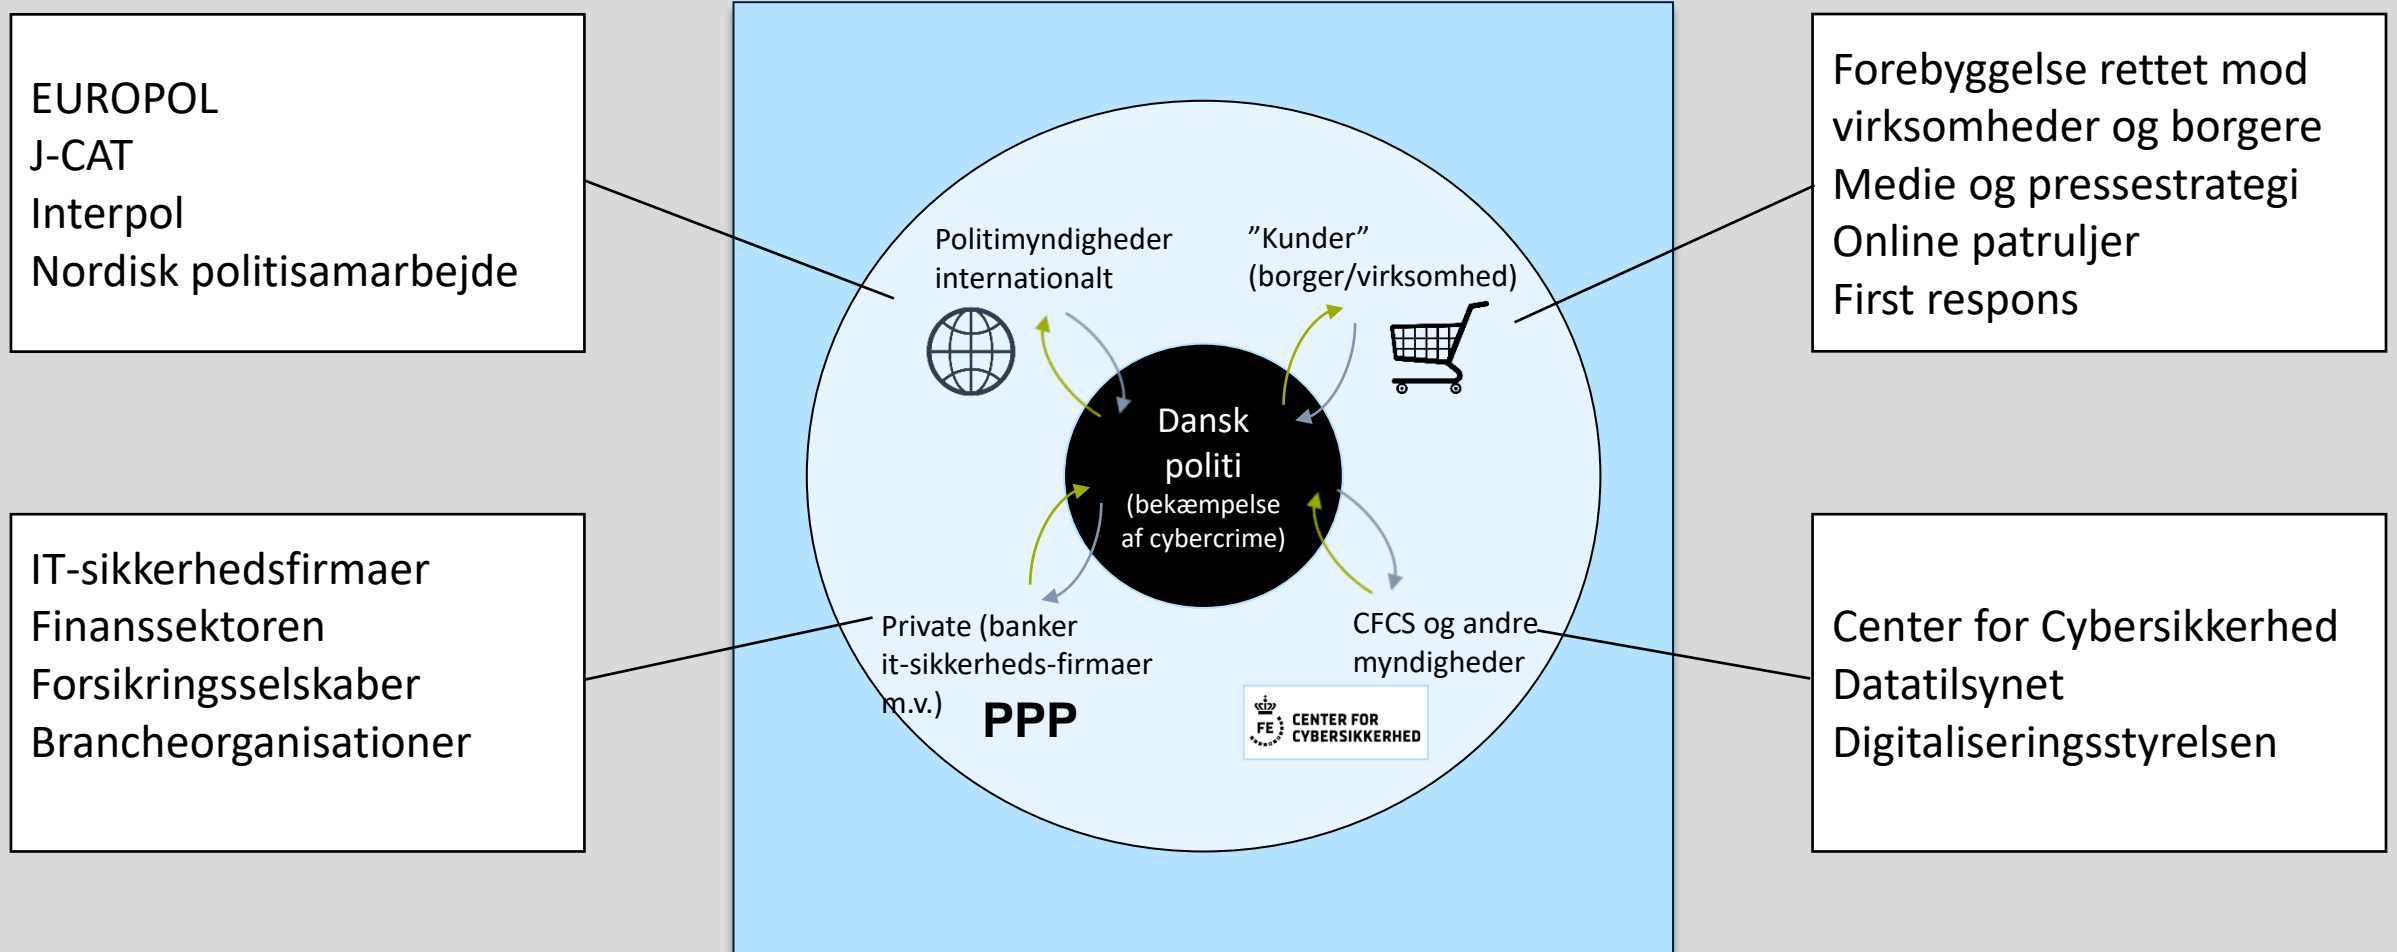 EUROPOL
J-CAT
Interpol
Nordisk politisamarbejde
Forebyggelse rettet mod
virksomheder og borgere
Medie og pressestrategi
Online patruljer
First respons
Politimyndigheder
internationalt
”Kunder”
(borger/virksomhed)
Dansk
politi
(bekæmpelse
af cybercrime)
Private (banker
it-sikkerheds-firmaer
m.v.)
PPP
CFCS og andre
myndigheder
FE
CENTER FOR
CYBERSIKKERHED
IT-sikkerhedsfirmaer
Finanssektoren
Forsikringsselskaber
Brancheorganisationer
Center for Cybersikkerhed
Datatilsynet
Digitaliseringsstyrelsen